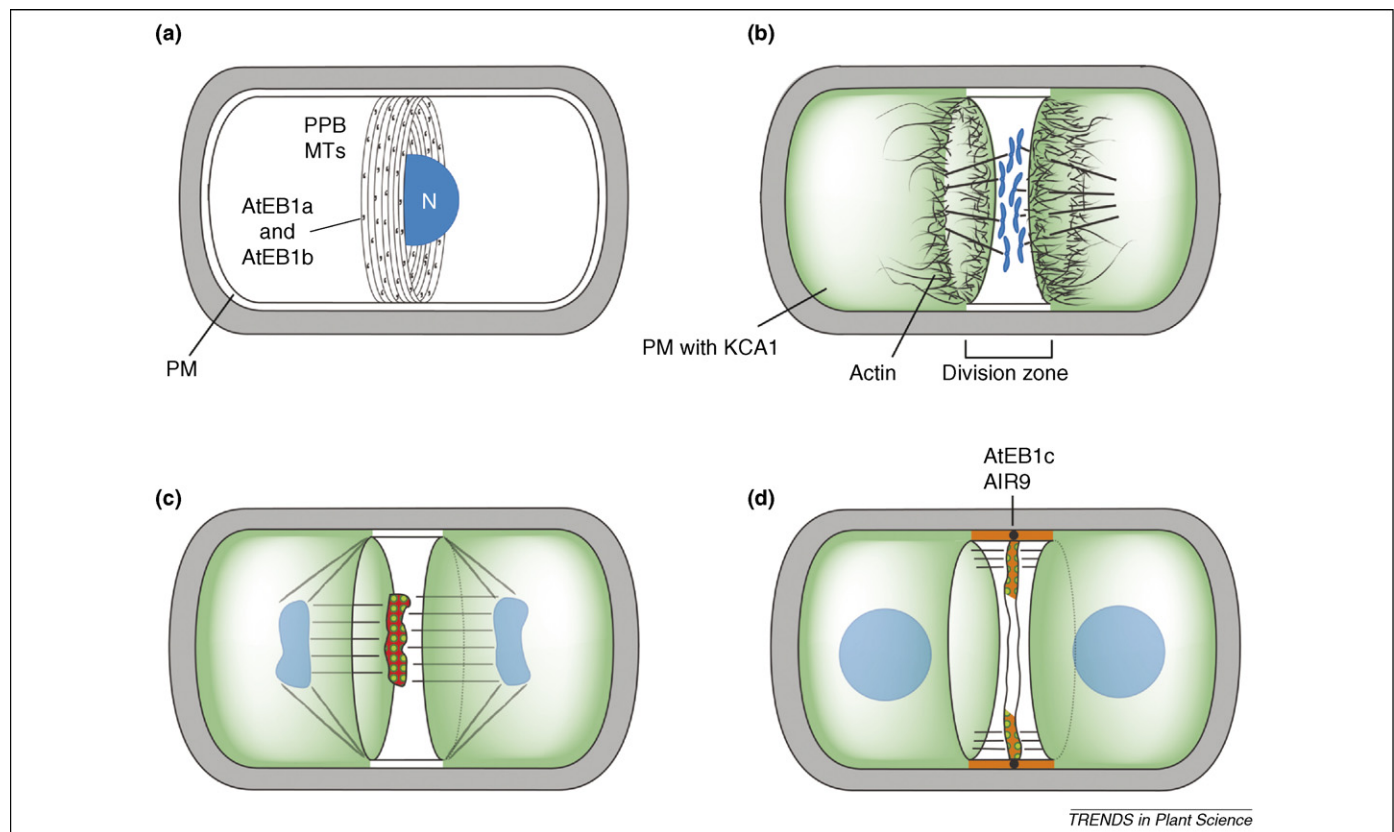 (a)
PPB
MTs
N
AtEB1a
and
AtEB1b
PM
(b)
PM with KCA1
Actin
Division zone
(c)
(d)
AtEB1c
AIR9
TRENDS in Plant Science